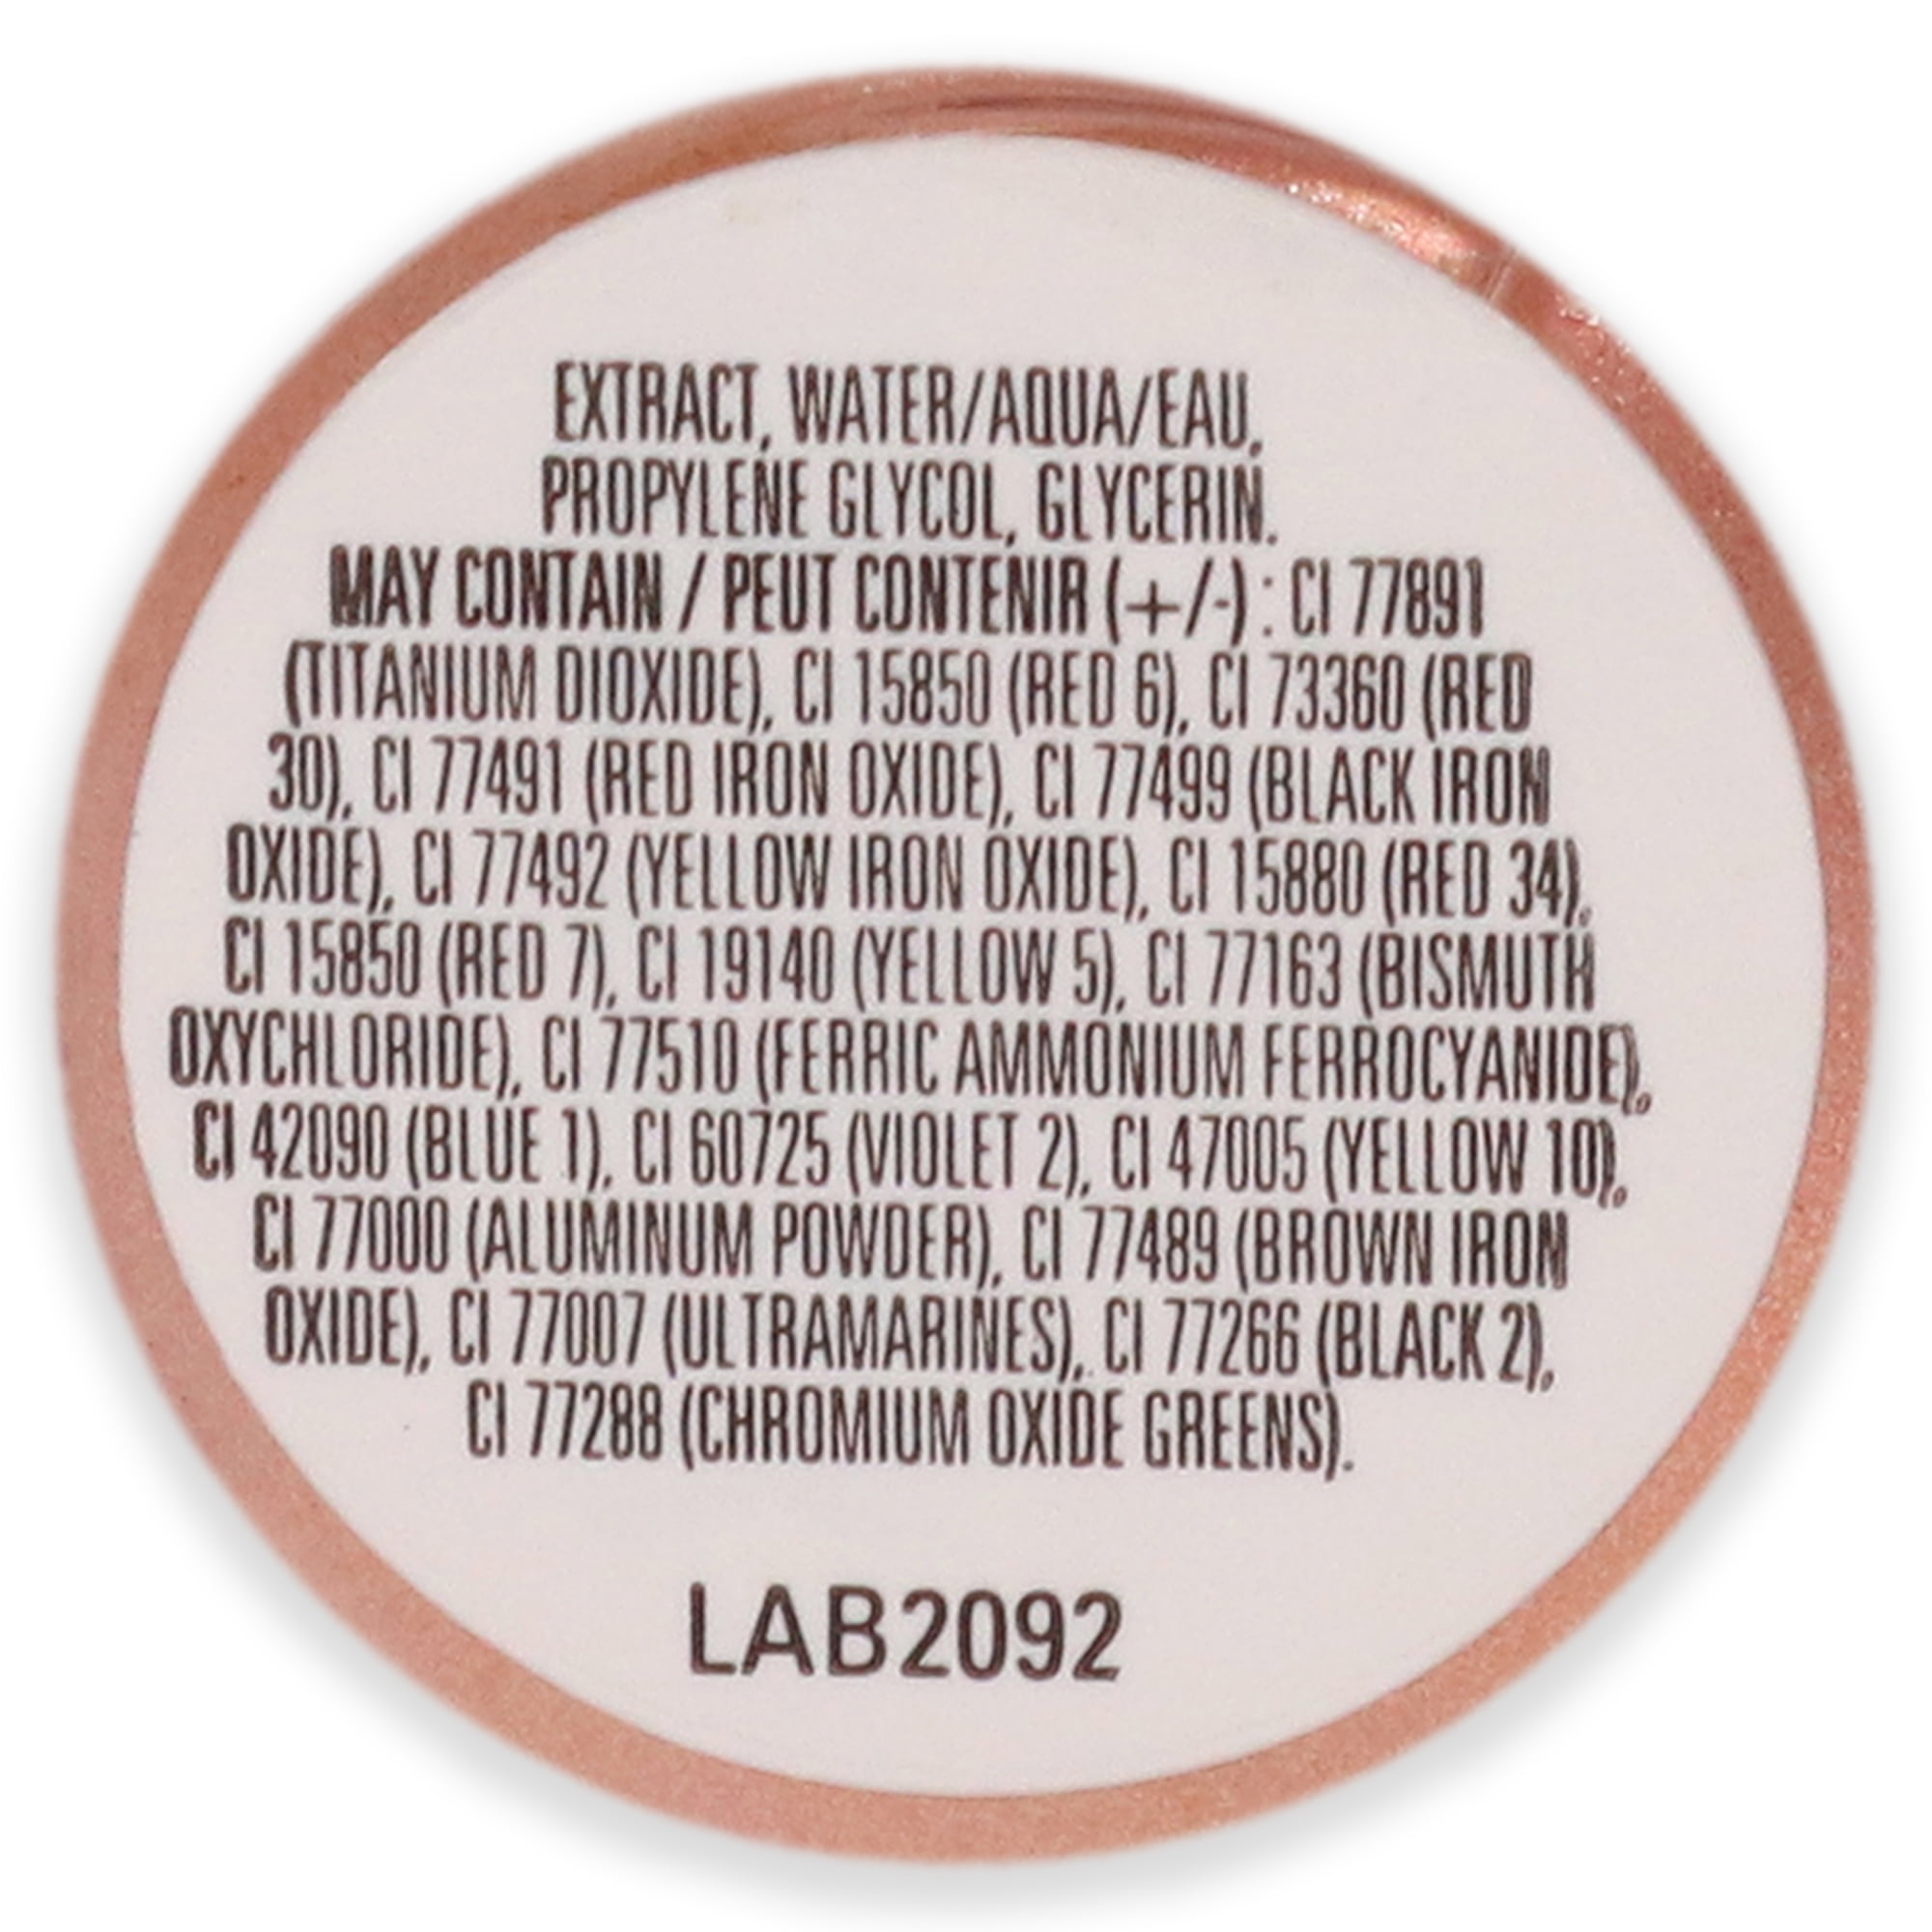 EXTRACT, WATER/AQUA/EAU,
PROPYLENE GLYCOL, GLYCERIN.
MAY CONTAIN / PEUT CONTENIR (+/-) : CI 77891
(TITANIUM DIOXIDE), CI 15850 (RED 6), CI 73360 (RED
30), CI 77491 (RED IRON OXIDE), CI 77499 (BLACK IRON
OXIDE), CI 77492 (YELLOW IRON OXIDE), CI 15880 (RED 34),
CI 15850 (RED 7), CI 19140 (YELLOW 5), CI 77163 (BISMUTH
OXYCHLORIDE), CI 77510 (FERRIC AMMONIUM FERROCYANIDE),
CI 42090 (BLUE 1), CI 60725 (VIOLET 2), CI 47005 (YELLOW 10),
CI 77000 (ALUMINUM POWDER), CI 77489 (BROWN IRON
OXIDE), CI 77007 (ULTRAMARINES), CI 77266 (BLACK 2),
CI 77288 (CHROMIUM OXIDE GREENS).
LAB2092